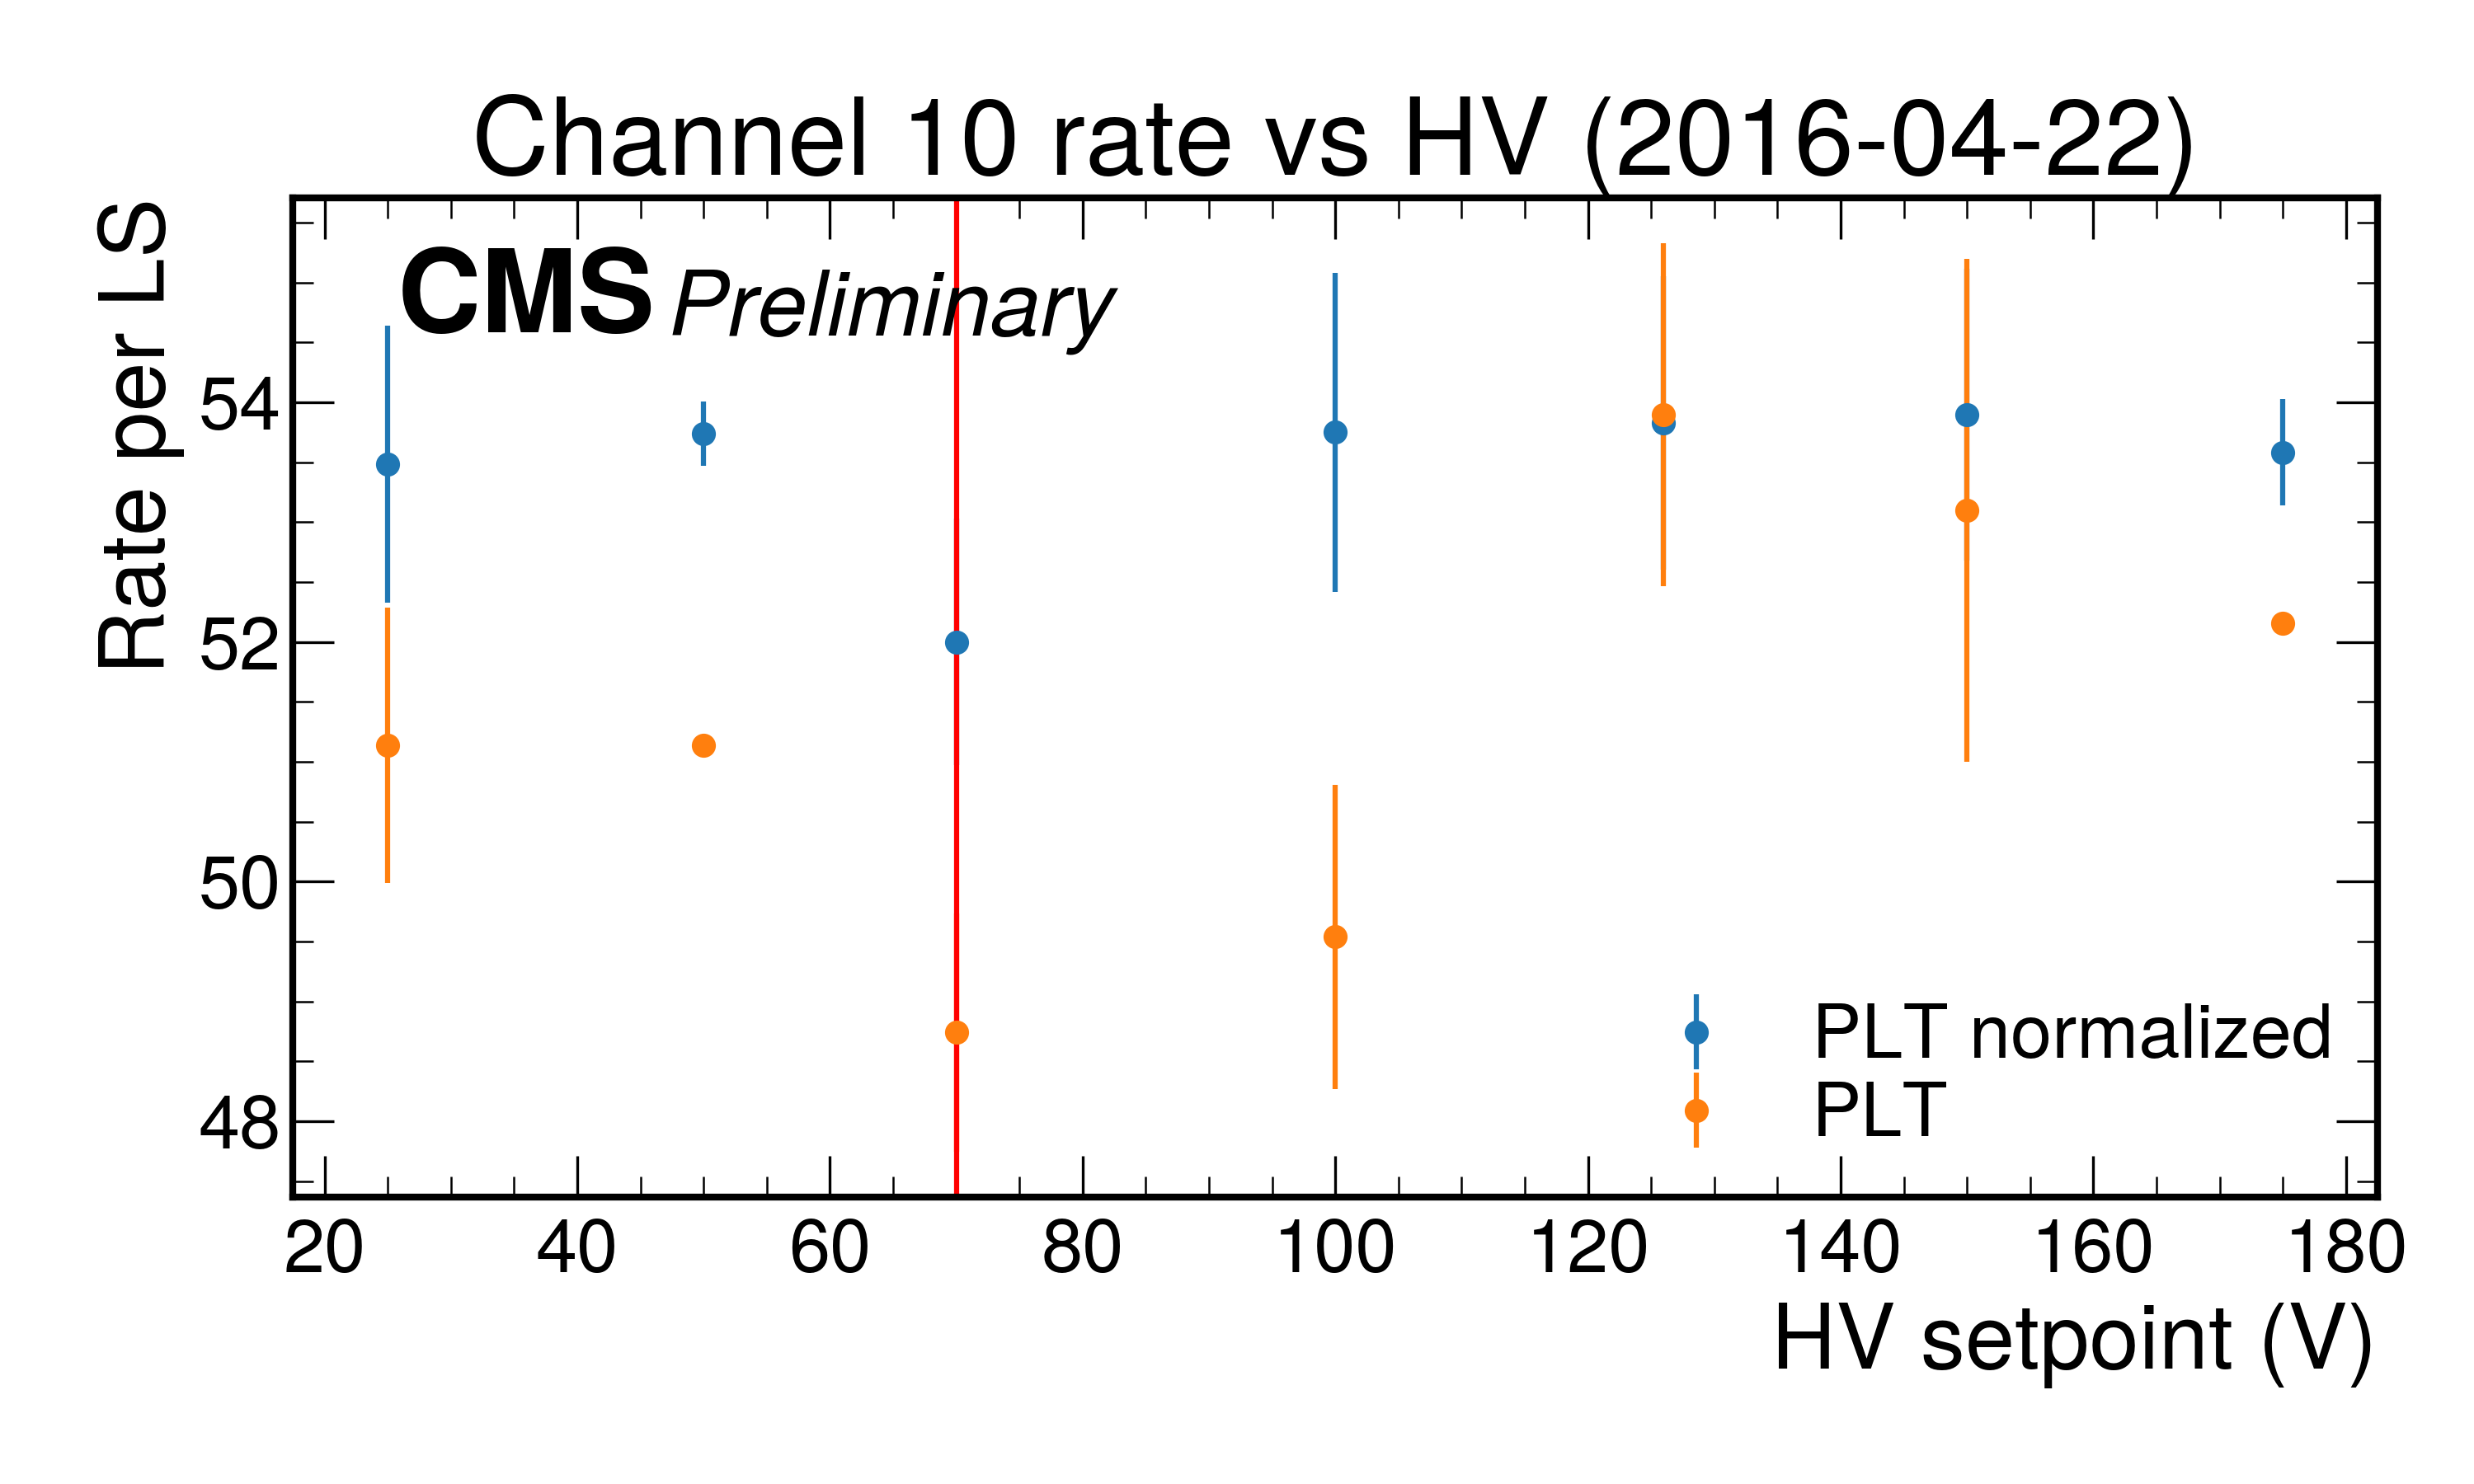 Channel 10 rate vs HV (2016-04-22)
CMS Preliminary
Rate per LS
54
52
50
48
PLT normalized
PLT
20 40 60 80 100 120 140 160 180
HV setpoint (V)